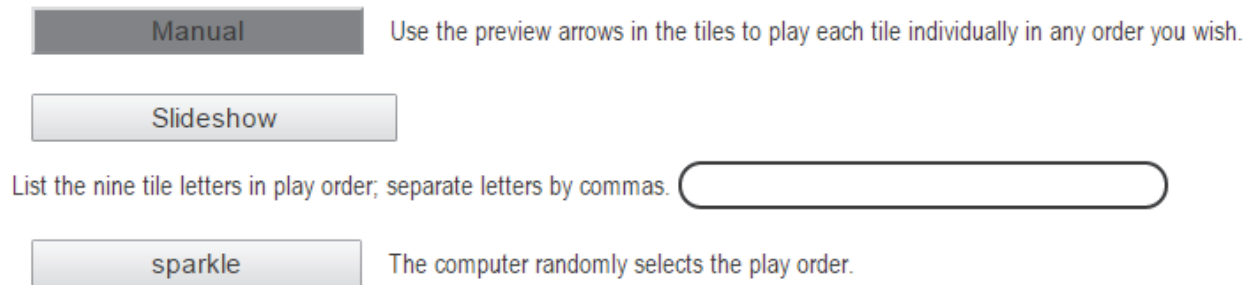 Manual Use the preview arrows in the tiles to play each tile individually in any order you wish.
Slideshow
List the nine tile letters in play order; separate letters by commas.
sparkle The computer randomly selects the play order.